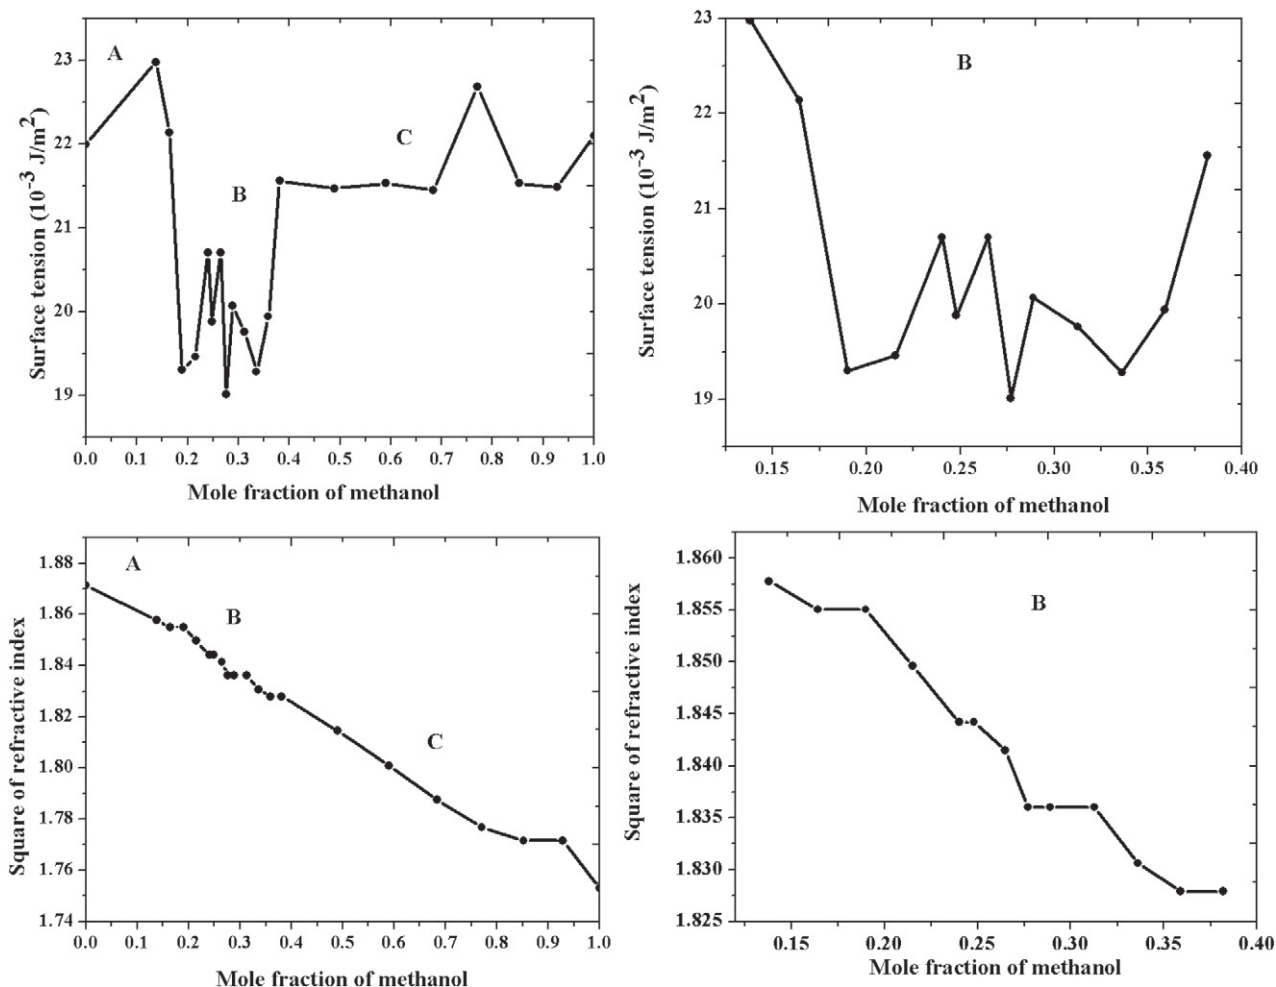 23
22
21
20
19
Surface tension (10⁻³ J/m²)
A
B
C
0.0 0.1 0.2 0.3 0.4 0.5 0.6 0.7 0.8 0.9 1.0
Mole fraction of methanol
23
22
21
20
19
Surface tension (10⁻³ J/m²)
B
0.15 0.20 0.25 0.30 0.35 0.40
Mole fraction of methanol
1.88
1.86
1.84
1.82
1.80
1.78
1.76
1.74
Square of refractive index
A
B
C
0.0 0.1 0.2 0.3 0.4 0.5 0.6 0.7 0.8 0.9 1.0
Mole fraction of methanol
1.860
1.855
1.850
1.845
1.840
1.835
1.830
1.825
Square of refractive index
B
0.15 0.20 0.25 0.30 0.35 0.40
Mole fraction of methanol